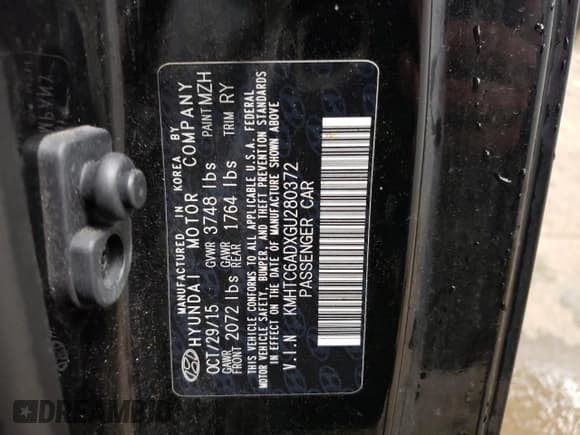 MANUFACTURED IN KOREA BY
HYUNDAI MOTOR COMPANY
OCT/29/15 GVWR 3748 lbs PAINT MZH
GAWR FRONT 2072 lbs GAWR REAR 1764 lbs TRIM RY
THIS VEHICLE CONFORMS TO ALL APPLICABLE U.S.A. FEDERAL
MOTOR VEHICLE SAFETY, BUMPER, AND THEFT PREVENTION STANDARDS
IN EFFECT ON THE DATE OF MANUFACTURE SHOWN ABOVE
V.I.N KMHTC6ADXGU280372
PASSENGER CAR
DREAMBID